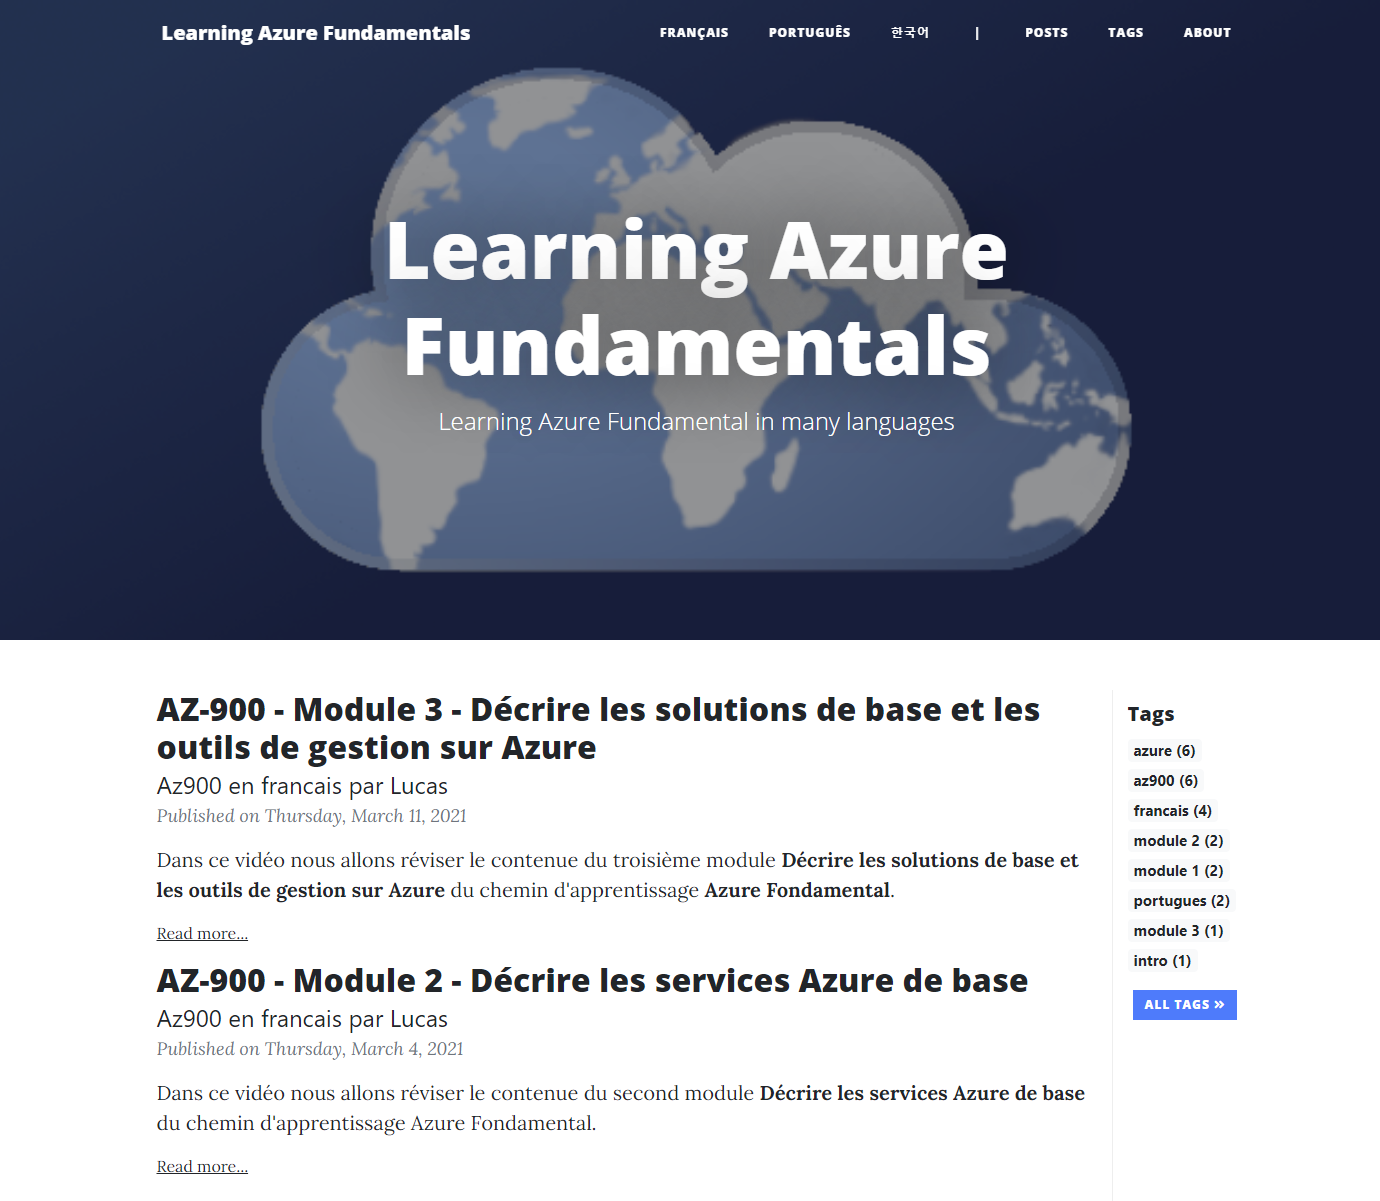 Learning Azure Fundamentals
FRANÇAIS PORTUGUÊS 한국어 | POSTS TAGS ABOUT
Learning Azure
Fundamentals
Learning Azure Fundamental in many languages
AZ-900 - Module 3 - Décrire les solutions de base et les
outils de gestion sur Azure
Az900 en francais par Lucas
Published on Thursday, March 11, 2021
Dans ce vidéo nous allons réviser le contenue du troisième module Décrire les solutions de base et
les outils de gestion sur Azure du chemin d'apprentissage Azure Fondamental.
Read more...
AZ-900 - Module 2 - Décrire les services Azure de base
Az900 en francais par Lucas
Published on Thursday, March 4, 2021
Dans ce vidéo nous allons réviser le contenue du second module Décrire les services Azure de base
du chemin d'apprentissage Azure Fondamental.
Read more...
Tags
azure (6)
az900 (6)
francais (4)
module 2 (2)
module 1 (2)
portugues (2)
module 3 (1)
intro (1)
ALL TAGS »